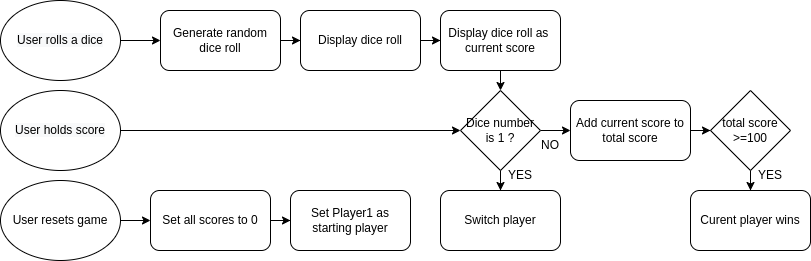 User rolls a dice
Generate random
dice roll
Display dice roll
Display dice roll as
current score
User holds score
Dice number
is 1 ?
NO
Add current score to
total score
total score
>=100
YES
YES
User resets game
Set all scores to 0
Set Player1 as
starting player
Switch player
Curent player wins